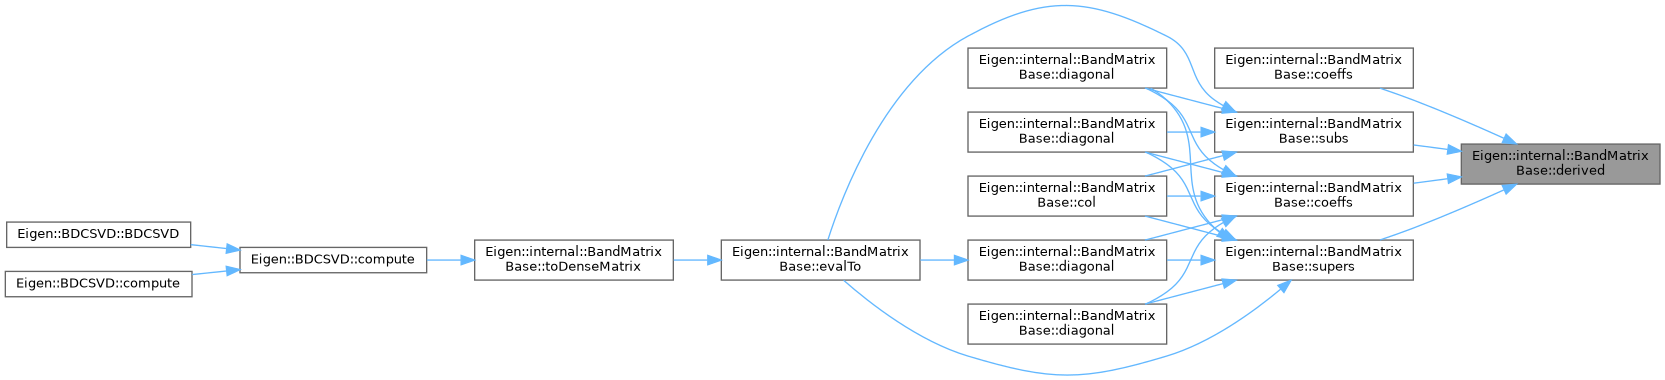 Eigen::BDCSVD::BDCSVD
Eigen::BDCSVD::compute
Eigen::BDCSVD::compute
Eigen::internal::BandMatrix
Base::toDenseMatrix
Eigen::internal::BandMatrix
Base::evalTo
Eigen::internal::BandMatrix
Base::diagonal
Eigen::internal::BandMatrix
Base::diagonal
Eigen::internal::BandMatrix
Base::col
Eigen::internal::BandMatrix
Base::diagonal
Eigen::internal::BandMatrix
Base::diagonal
Eigen::internal::BandMatrix
Base::coeffs
Eigen::internal::BandMatrix
Base::subs
Eigen::internal::BandMatrix
Base::coeffs
Eigen::internal::BandMatrix
Base::supers
Eigen::internal::BandMatrix
Base::derived